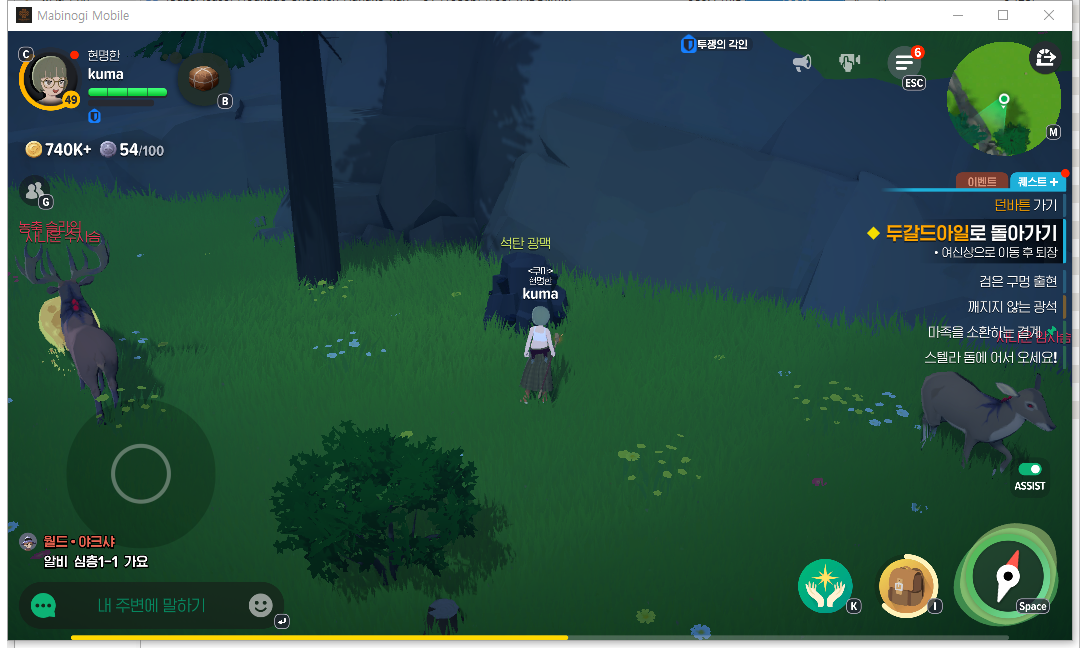 Mabinogi Mobile
C
현명한
kuma
49
B
투쟁의 각인
6
ESC
M
740K+
54/100
G
이벤트
퀘스트 +
던바튼 가기
두갈드아일로 돌아가기
• 여신상으로 이동 후 퇴장
검은 구멍 출현
깨지지 않는 광석
마족을 소환하는 결계
스텔라 돔에 어서 오세요!
석탄 광맥
현명한
kuma
ASSIST
월드 • 야크샤
알비 심층1-1 가요
내 주변에 말하기
K
I
Space